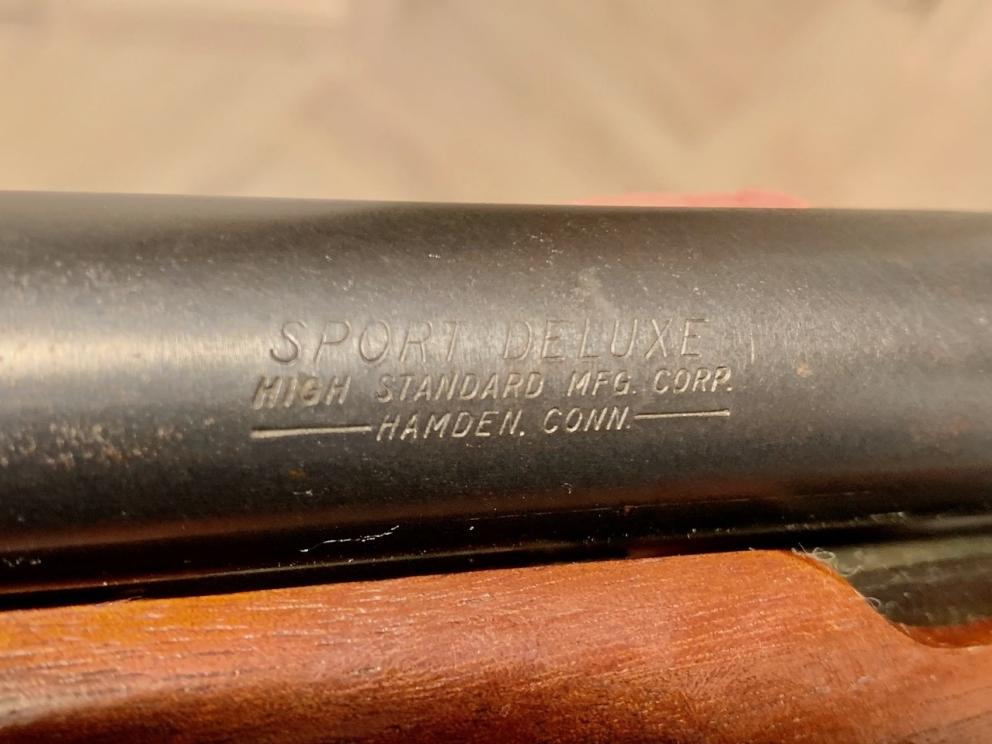 SPORT DELUXE
HIGH STANDARD MFG. CORP.
HAMDEN. CONN.